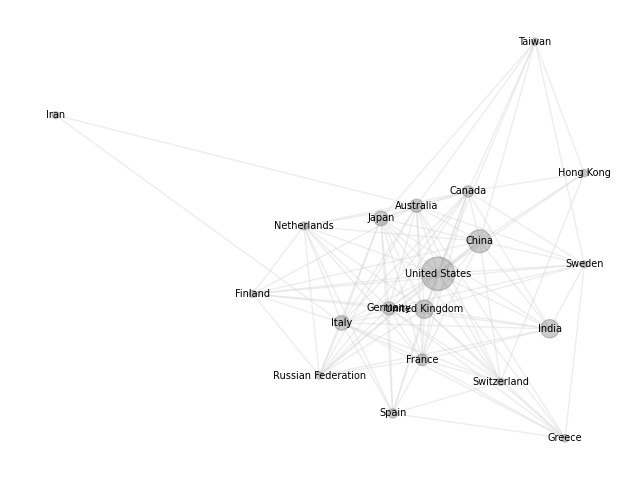 Taiwan
Iran
Hong Kong
Canada
Australia
Japan
Netherlands
China
Sweden
United States
Finland
Germany
United Kingdom
Italy
India
France
Russian Federation
Switzerland
Spain
Greece